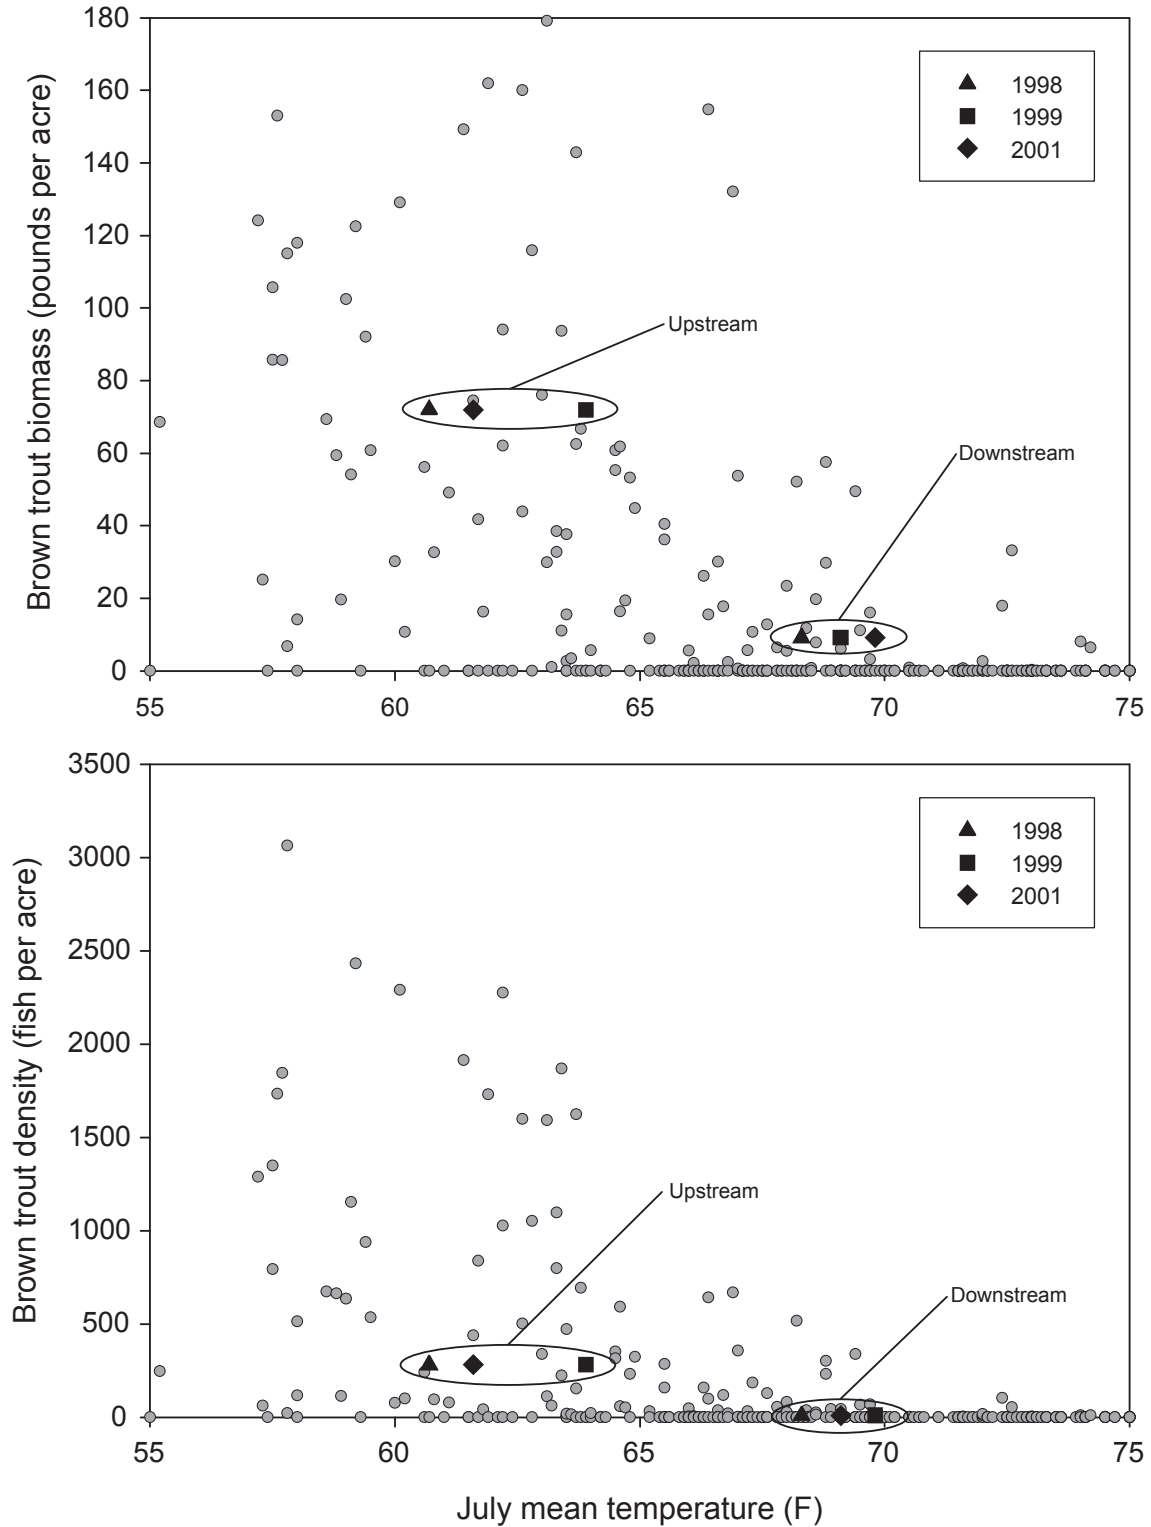 180
160
140
120
100
80
60
40
20
0
Brown trout biomass (pounds per acre)
1998
1999
2001
Upstream
Downstream
55 60 65 70 75
3500
3000
2500
2000
1500
1000
500
0
Brown trout density (fish per acre)
1998
1999
2001
Upstream
Downstream
55 60 65 70 75
July mean temperature (F)